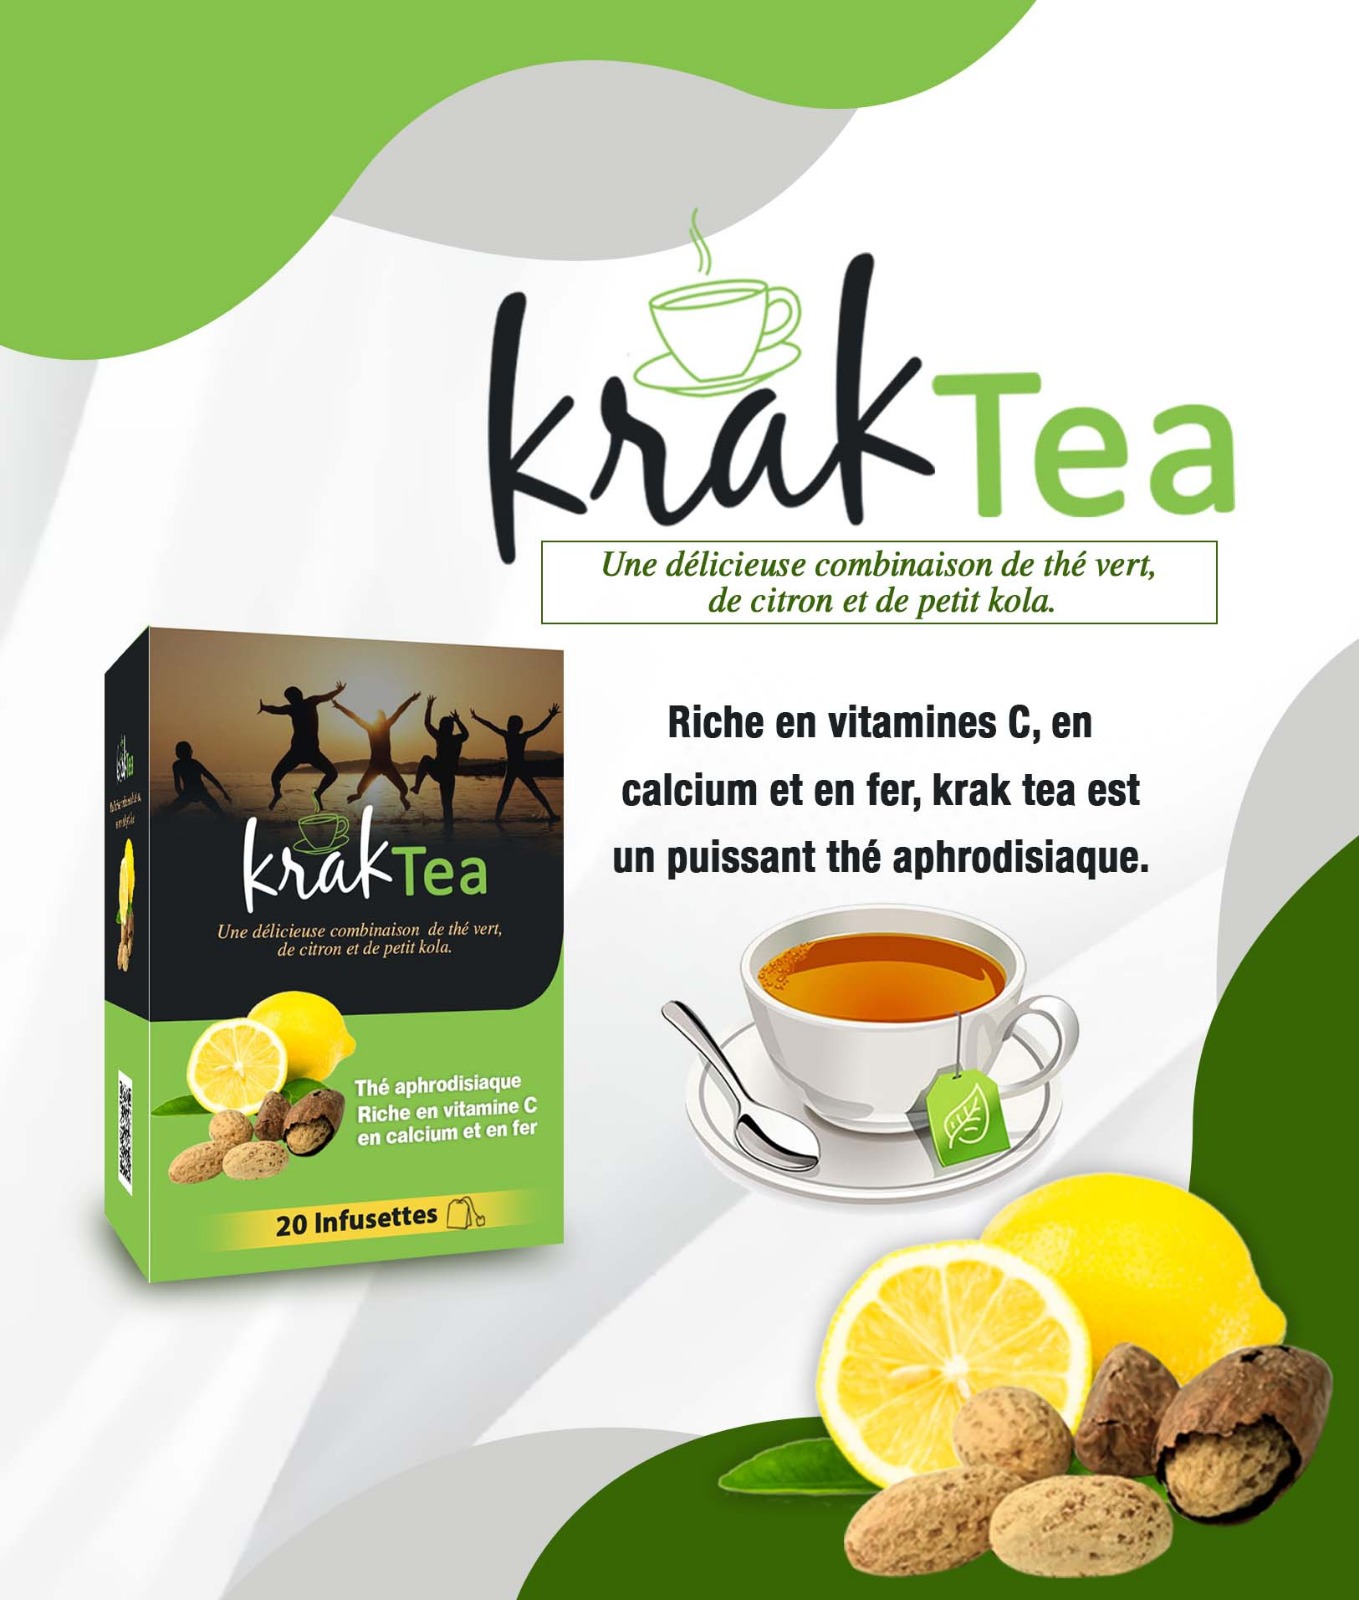 krakTea
Une délicieuse combinaison de thé vert,
de citron et de petit kola.
Riche en vitamines C, en
calcium et en fer, krak tea est
un puissant thé aphrodisiaque.
krakTea
Une délicieuse combinaison de thé vert,
de citron et de petit kola.
Thé aphrodisiaque
Riche en vitamine C
en calcium et en fer
20 Infusettes
krakTea